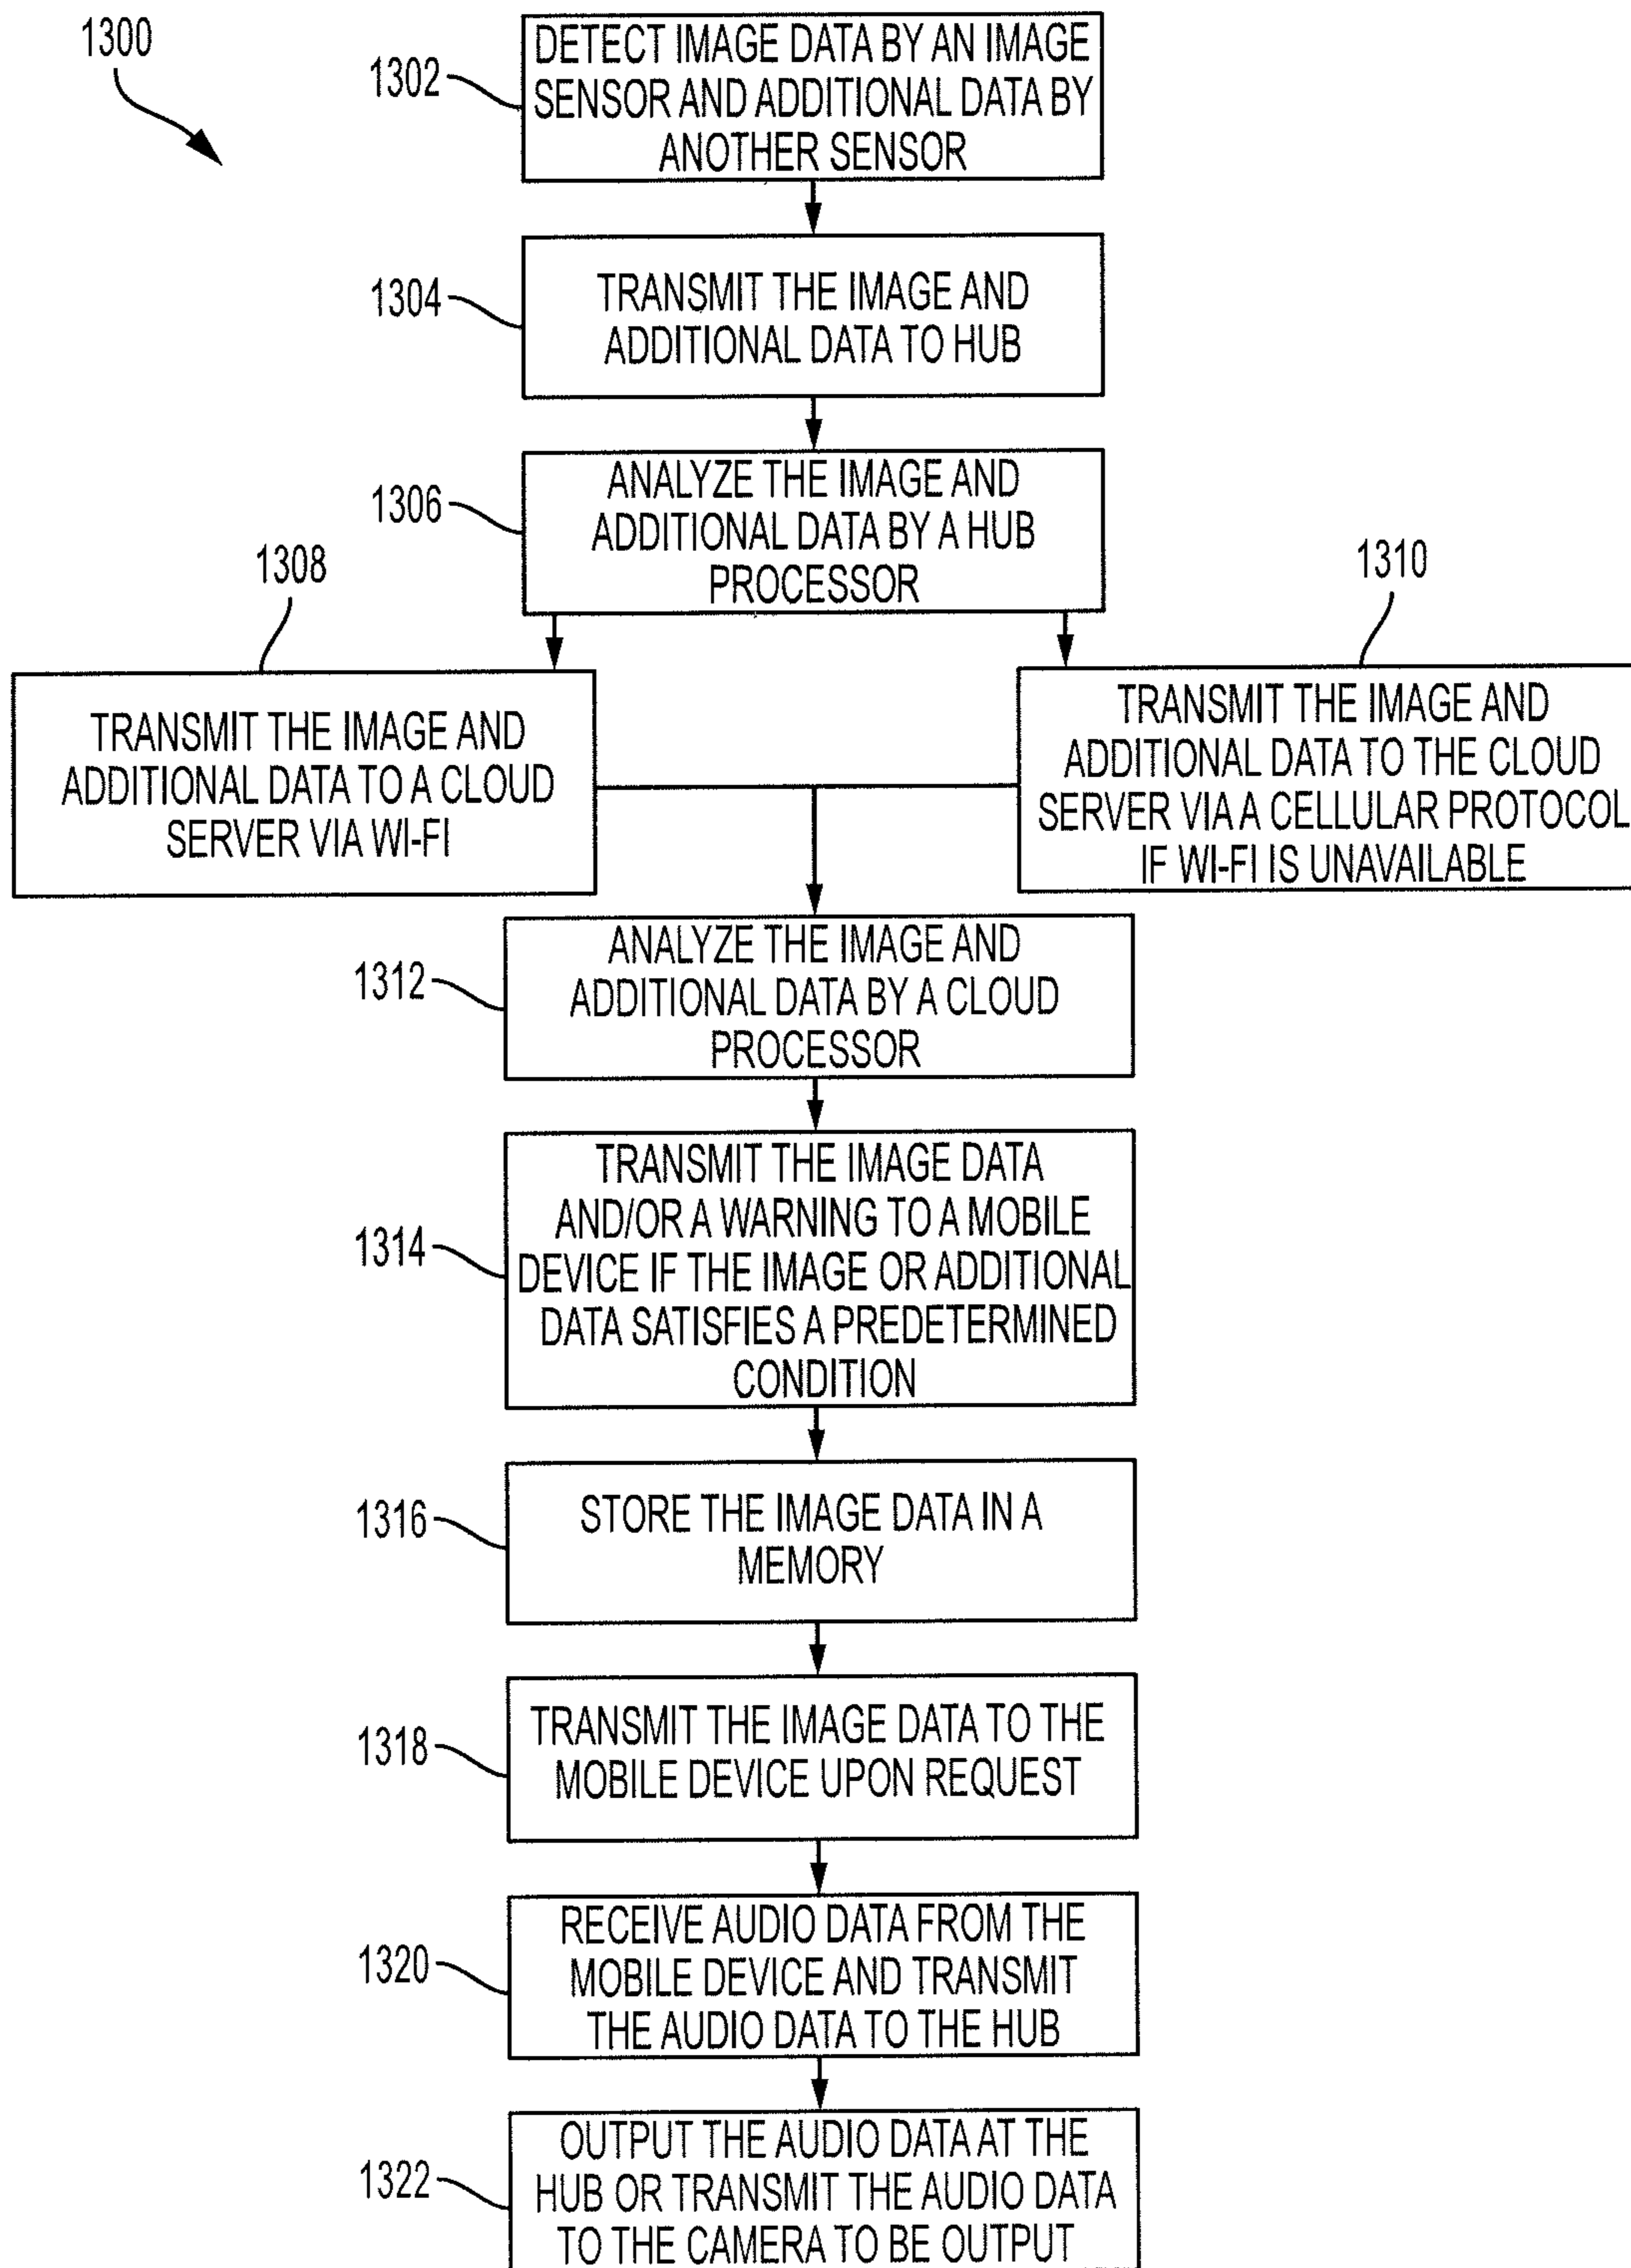 1300
1302
DETECT IMAGE DATA BY AN IMAGE
SENSOR AND ADDITIONAL DATA BY
ANOTHER SENSOR
1304
TRANSMIT THE IMAGE AND
ADDITIONAL DATA TO HUB
1306
ANALYZE THE IMAGE AND
ADDITIONAL DATA BY A HUB
PROCESSOR
1308
TRANSMIT THE IMAGE AND
ADDITIONAL DATA TO A CLOUD
SERVER VIA WI-FI
1310
TRANSMIT THE IMAGE AND
ADDITIONAL DATA TO THE CLOUD
SERVER VIA A CELLULAR PROTOCOL
IF WI-FI IS UNAVAILABLE
1312
ANALYZE THE IMAGE AND
ADDITIONAL DATA BY A CLOUD
PROCESSOR
1314
TRANSMIT THE IMAGE DATA
AND/OR A WARNING TO A MOBILE
DEVICE IF THE IMAGE OR ADDITIONAL
DATA SATISFIES A PREDETERMINED
CONDITION
1316
STORE THE IMAGE DATA IN A
MEMORY
1318
TRANSMIT THE IMAGE DATA TO THE
MOBILE DEVICE UPON REQUEST
1320
RECEIVE AUDIO DATA FROM THE
MOBILE DEVICE AND TRANSMIT
THE AUDIO DATA TO THE HUB
1322
OUTPUT THE AUDIO DATA AT THE
HUB OR TRANSMIT THE AUDIO DATA
TO THE CAMERA TO BE OUTPUT